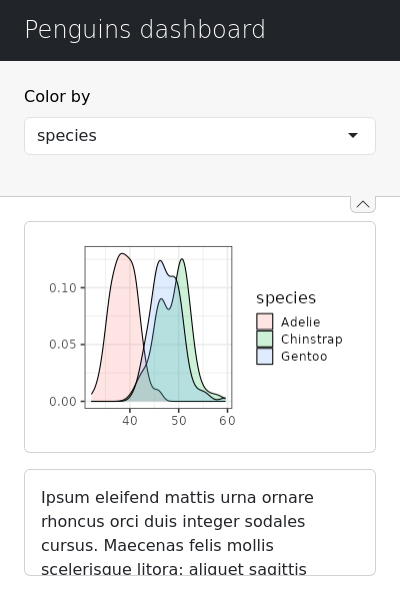 Penguins dashboard
Color by
species
0.10
0.05
0.00
40 50 60
species
Adelie
Chinstrap
Gentoo
Ipsum eleifend mattis urna ornare
rhoncus orci duis integer sodales
cursus. Maecenas felis mollis
scelerisque litora; aliquet sagittis